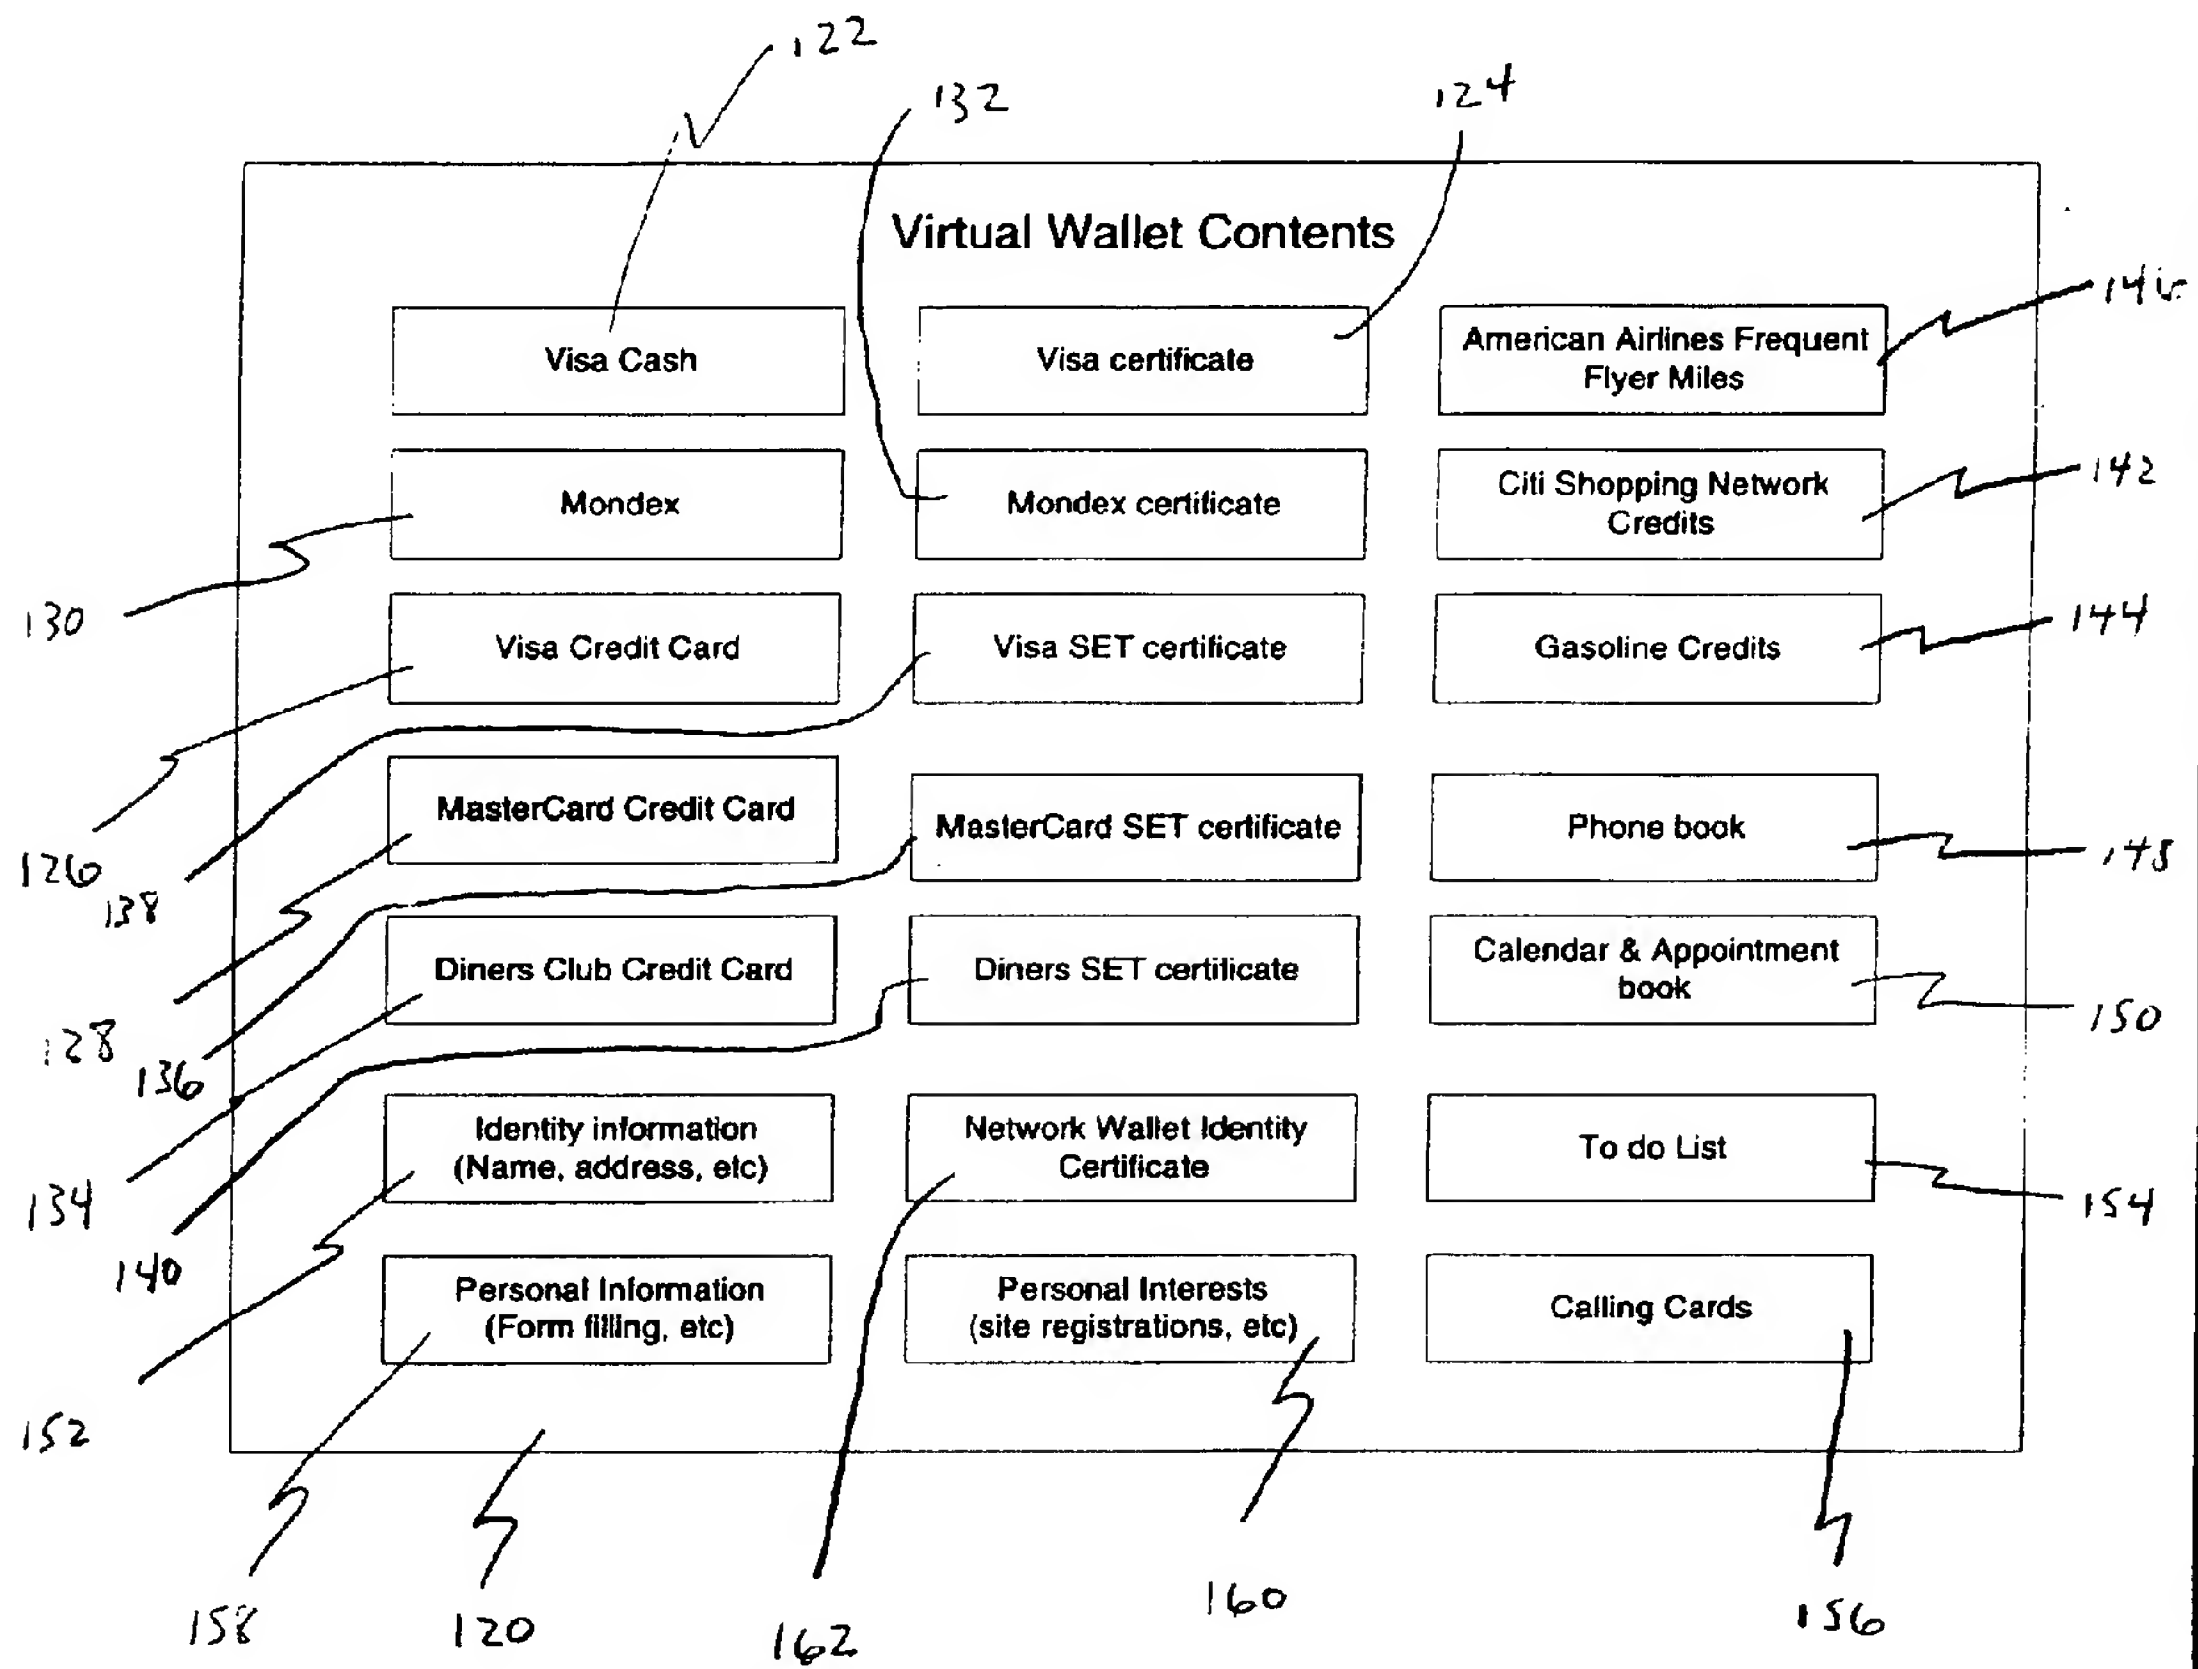 122
132
124
Virtual Wallet Contents
146
Visa Cash
Visa certificate
American Airlines Frequent
Flyer Miles
Mondex
Mondex certificate
Citi Shopping Network
Credits
142
130
Visa Credit Card
Visa SET certificate
Gasoline Credits
144
MasterCard Credit Card
MasterCard SET certificate
Phone book
148
126
138
Diners Club Credit Card
Diners SET certificate
Calendar & Appointment
book
150
128
136
Identity information
(Name, address, etc)
Network Wallet Identity
Certificate
To do List
154
134
140
Personal Information
(Form filling, etc)
Personal Interests
(site registrations, etc)
Calling Cards
152
158
120
162
160
156